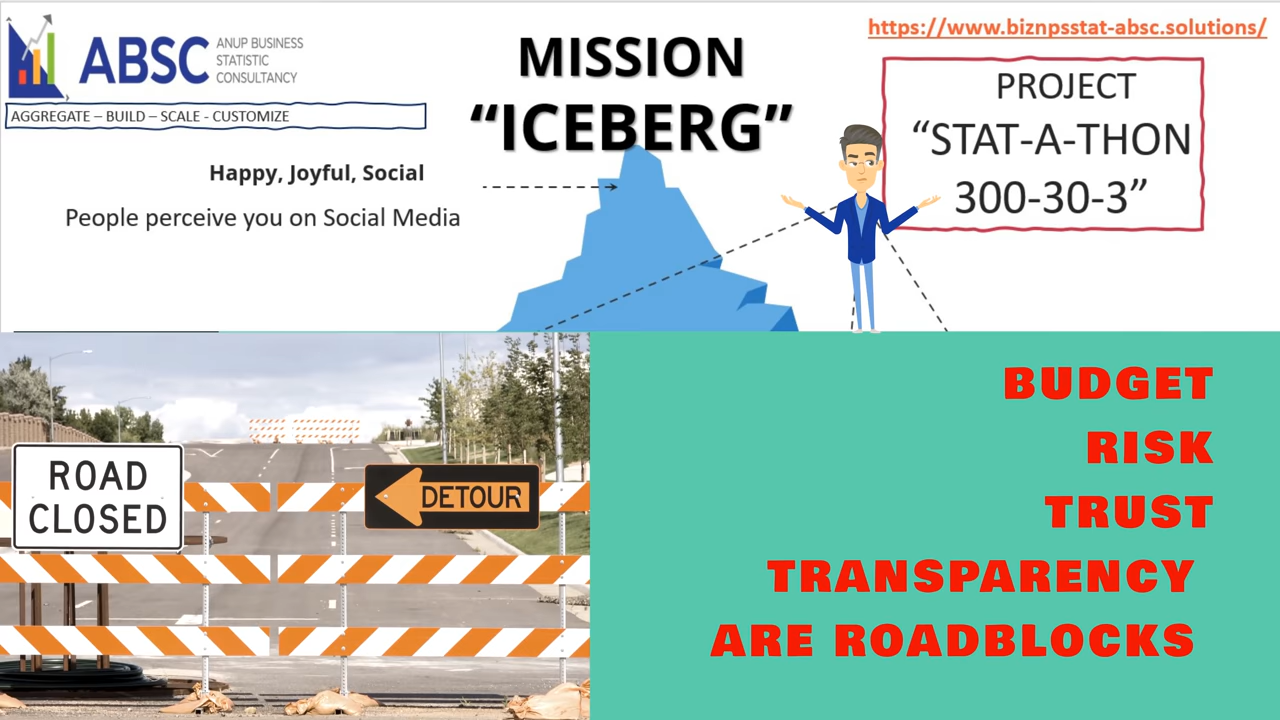 ABSC
ANUP BUSINESS
STATISTIC
CONSULTANCY
AGGREGATE – BUILD – SCALE - CUSTOMIZE
MISSION
“ICEBERG”
https://www.biznpsstat-absc.solutions/
PROJECT
“STAT-A-THON
300-30-3”
Happy, Joyful, Social
People perceive you on Social Media
ROAD
CLOSED
DETOUR
BUDGET
RISK
TRUST
TRANSPARENCY
ARE ROADBLOCKS